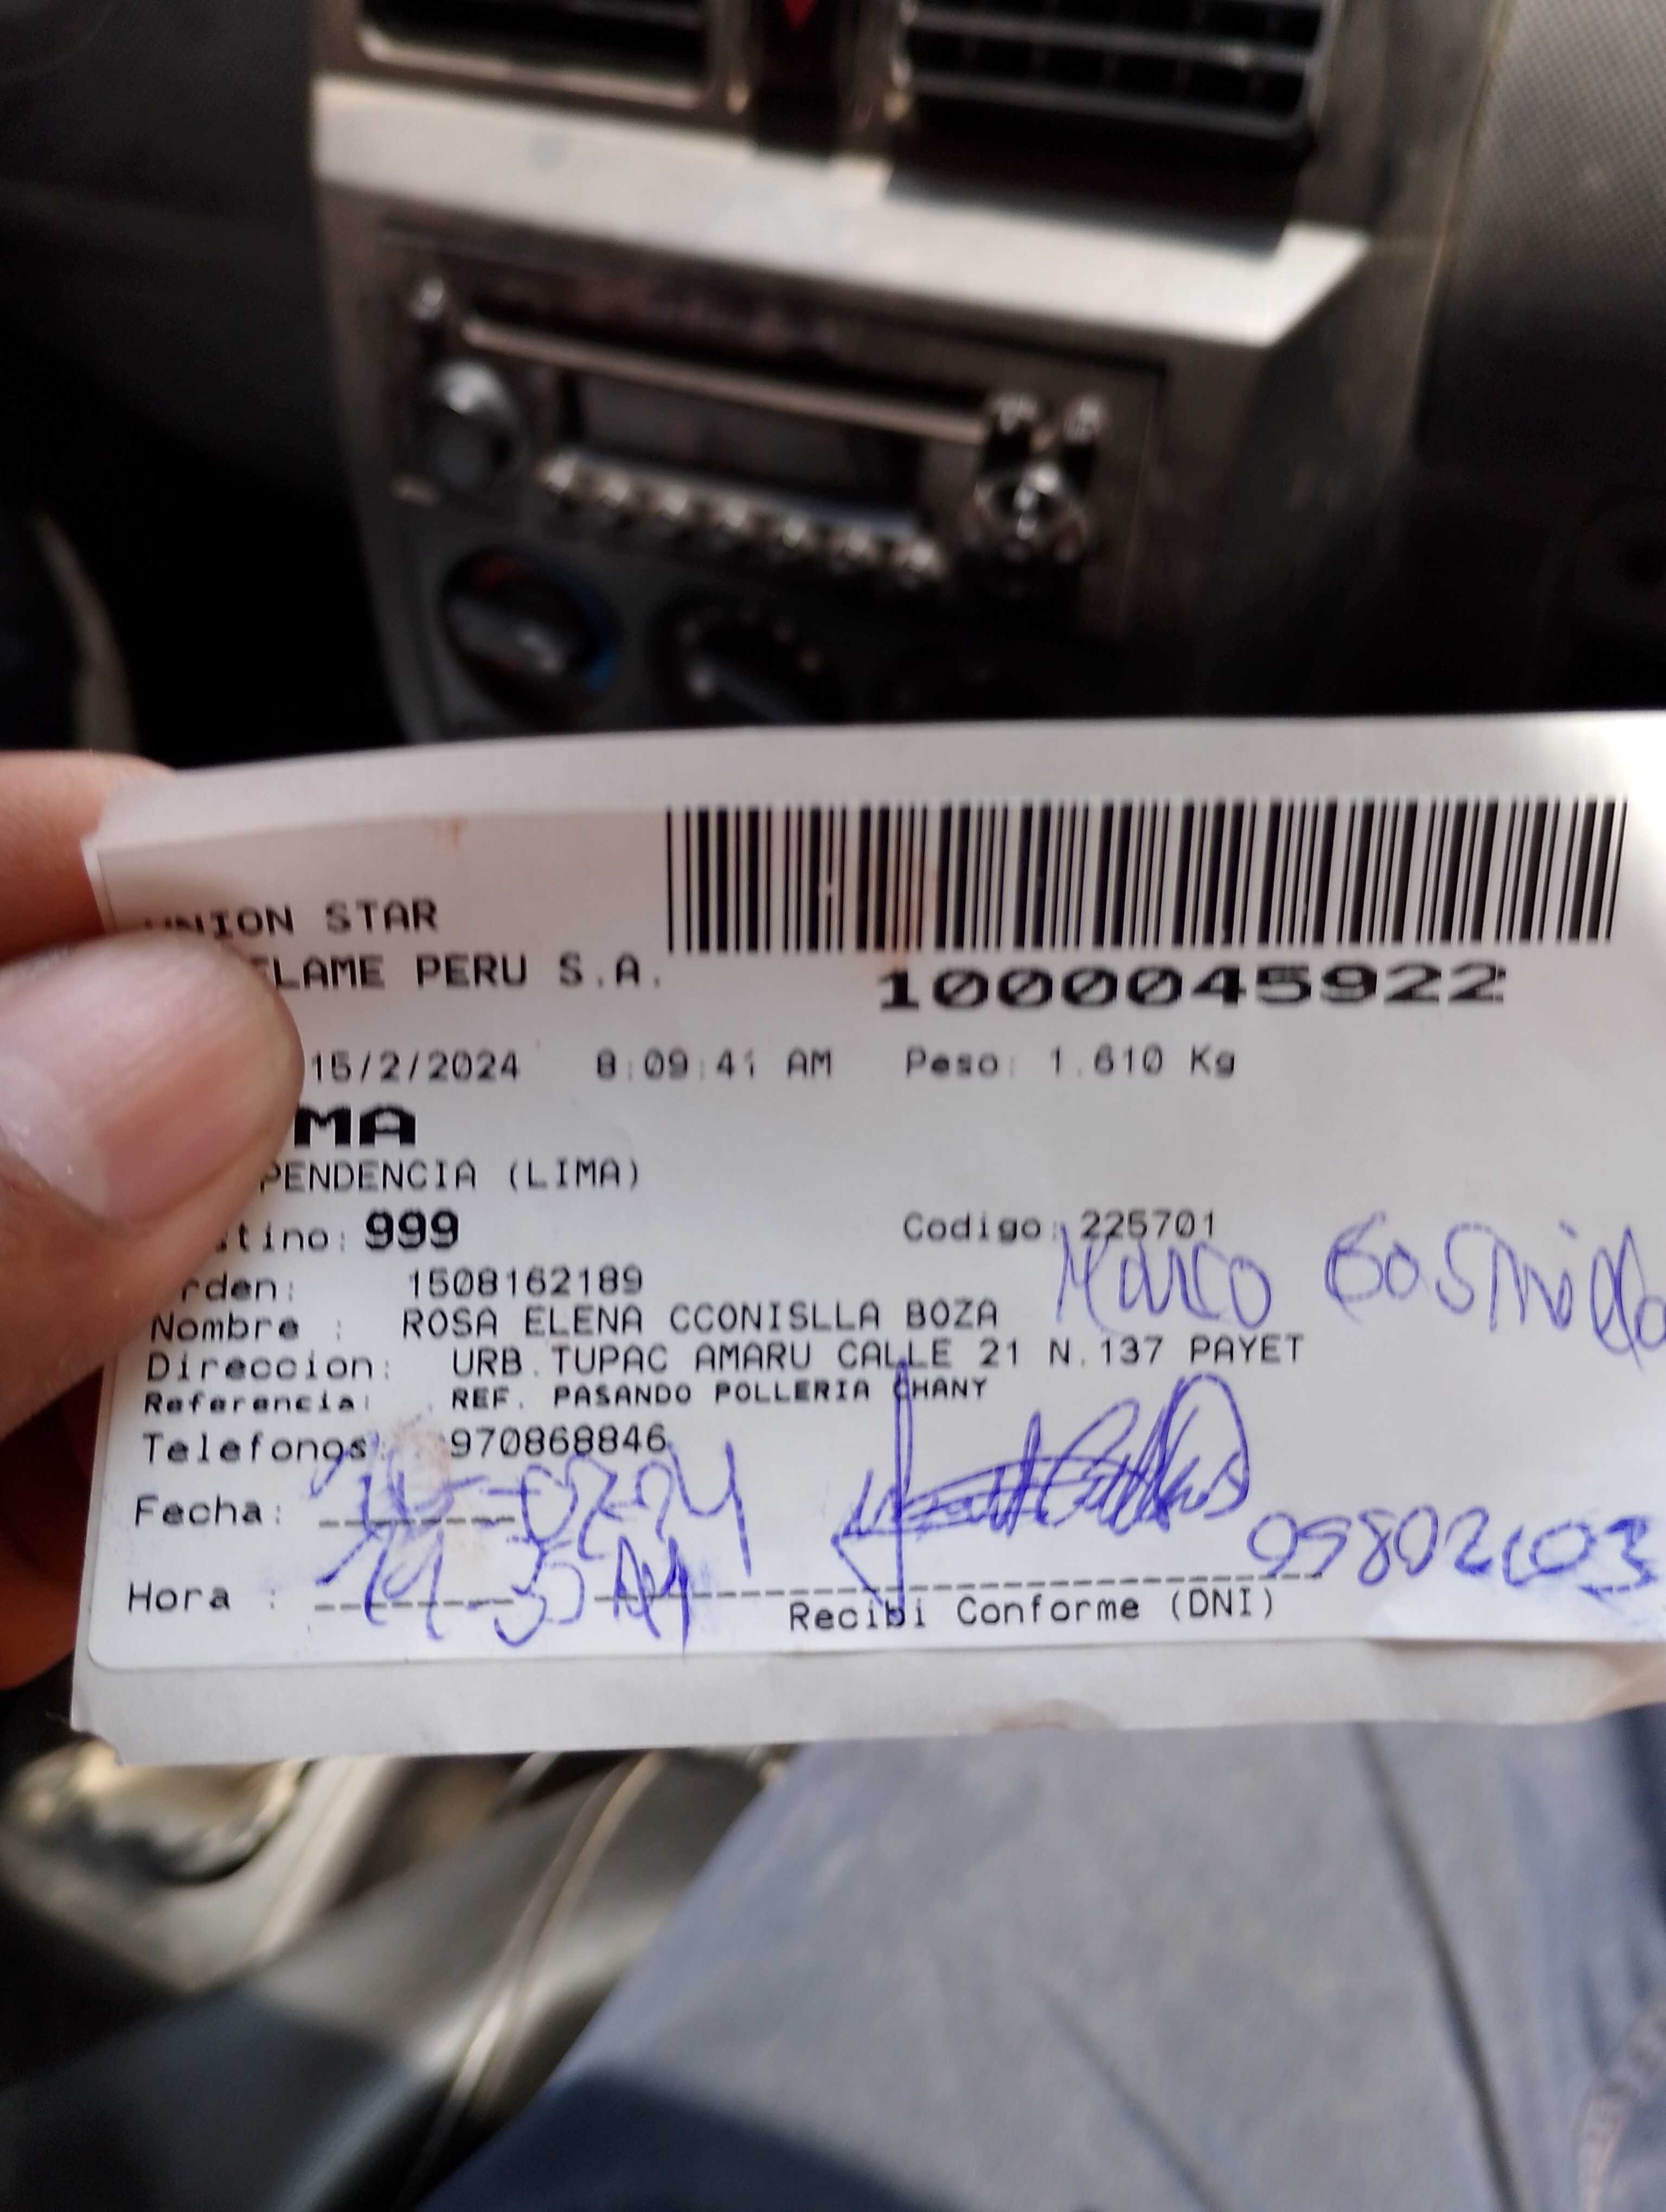 UNION STAR
LAME PERU S.A.
1000045922
15/2/2024 8:09:41 AM Peso: 1.610 Kg
MA
PENDENCIA (LIMA)
tino: 999 Codigo: 225701
rden: 1508162189 Marco
Nombre : ROSA ELENA CCONISLLA BOZA
Direccion: URB.TUPAC AMARU CALLE 21 N.137 PAYET
Referencia: REF. PASANDO POLLERIA CHANY
Telefonos: 970868846
Fecha:
Hora :
Recibi Conforme (DNI)